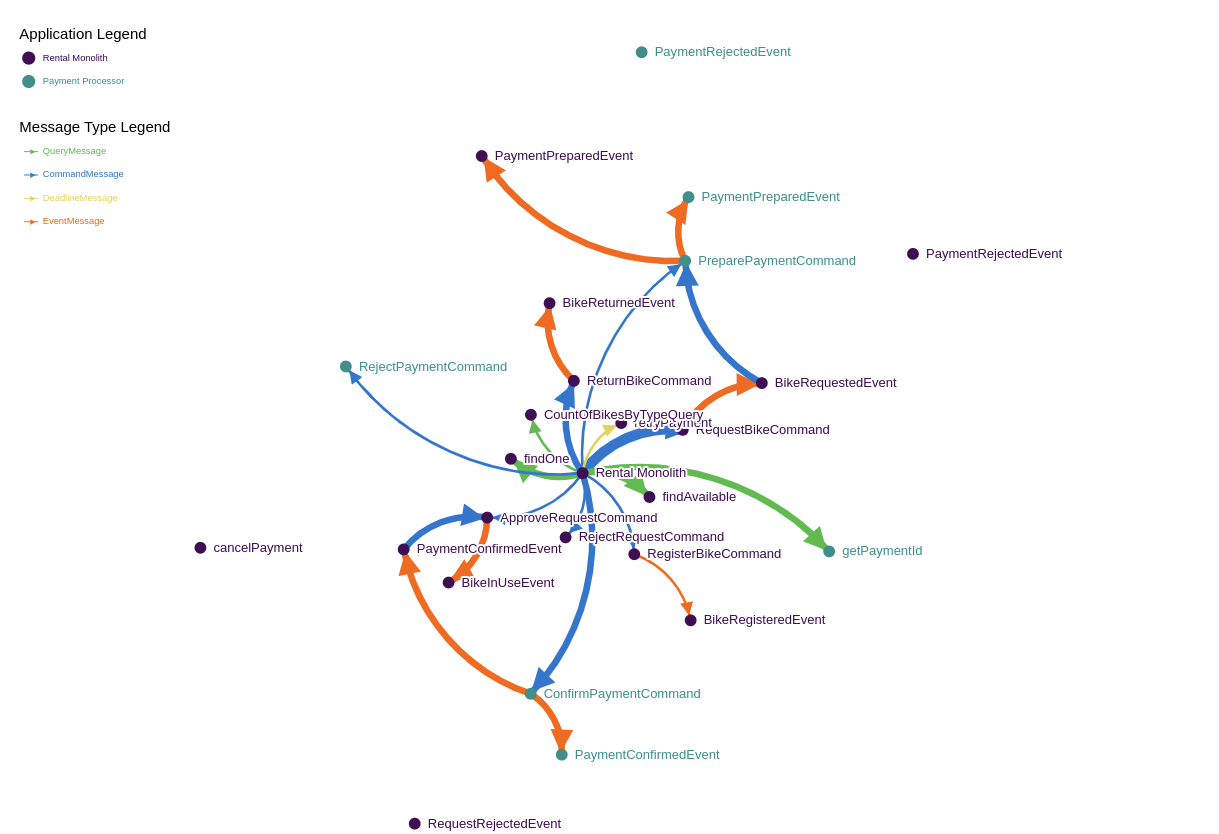 Application Legend
Rental Monolith
Payment Processor
Message Type Legend
QueryMessage
CommandMessage
DeadlineMessage
EventMessage
PaymentRejectedEvent
PaymentPreparedEvent
PaymentPreparedEvent
PaymentRejectedEvent
PreparePaymentCommand
BikeReturnedEvent
RejectPaymentCommand
ReturnBikeCommand
BikeRequestedEvent
CountOfBikesByTypeQuery
retryPayment
RequestBikeCommand
findOne
Rental Monolith
findAvailable
ApproveRequestCommand
RejectRequestCommand
cancelPayment
PaymentConfirmedEvent
RegisterBikeCommand
getPaymentId
BikeInUseEvent
BikeRegisteredEvent
ConfirmPaymentCommand
PaymentConfirmedEvent
RequestRejectedEvent